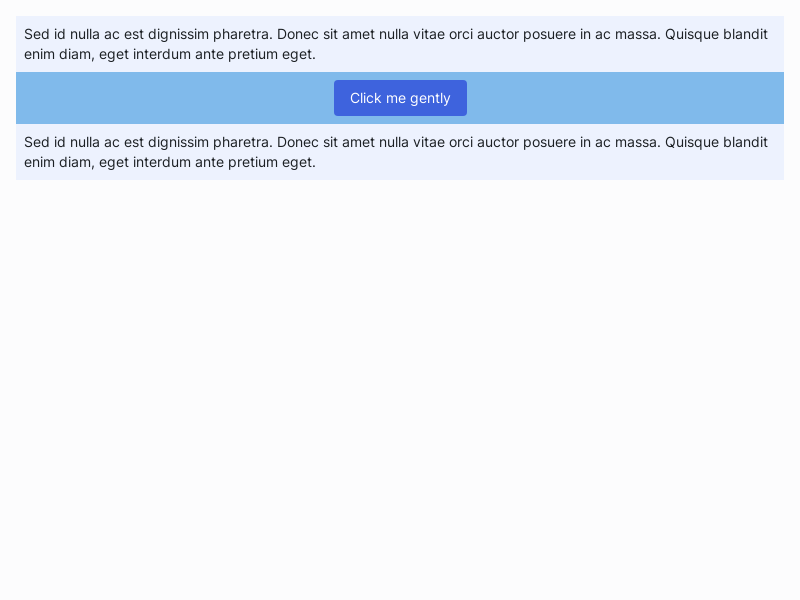 Sed id nulla ac est dignissim pharetra. Donec sit amet nulla vitae orci auctor posuere in ac massa. Quisque blandit
enim diam, eget interdum ante pretium eget.
Click me gently
Sed id nulla ac est dignissim pharetra. Donec sit amet nulla vitae orci auctor posuere in ac massa. Quisque blandit
enim diam, eget interdum ante pretium eget.